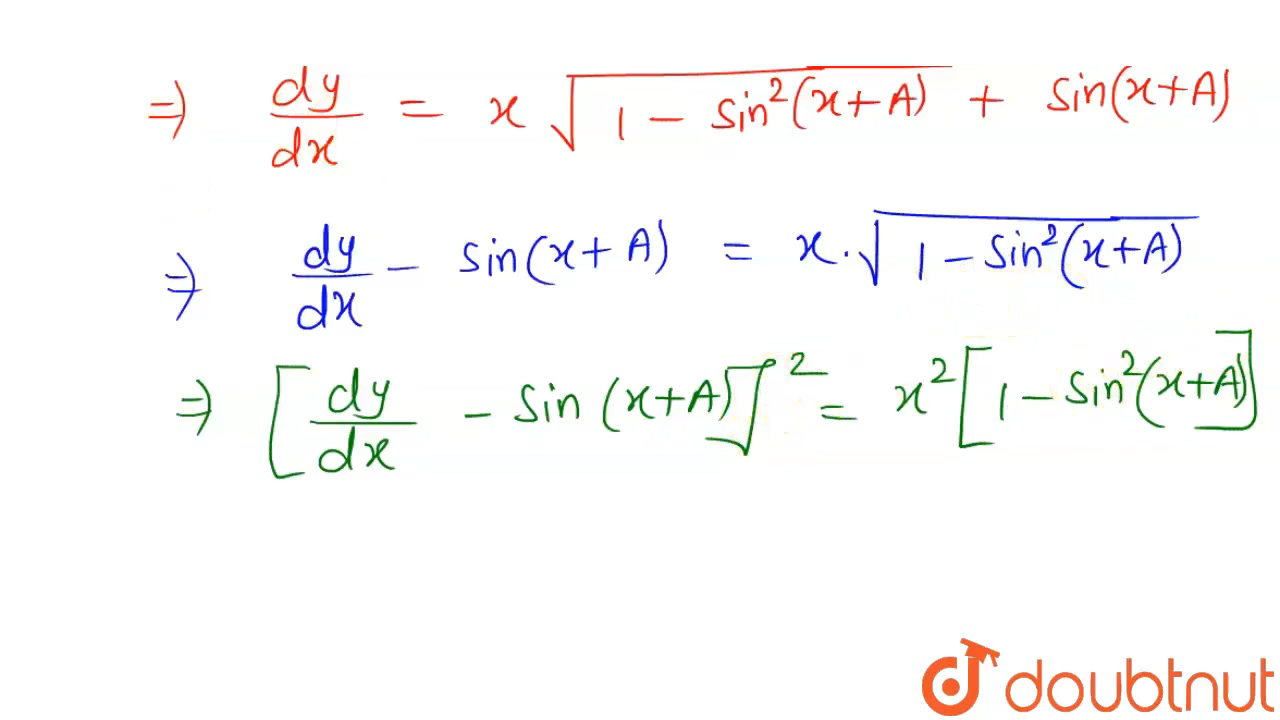 ⇒ dy/dx = x √(1 − sin²(x+A)) + sin(x+A)
⇒ dy/dx − sin(x+A) = x.√(1 − sin²(x+A))
⇒ [dy/dx − sin(x+A)]² = x²[1 − sin²(x+A)]
doubtnut